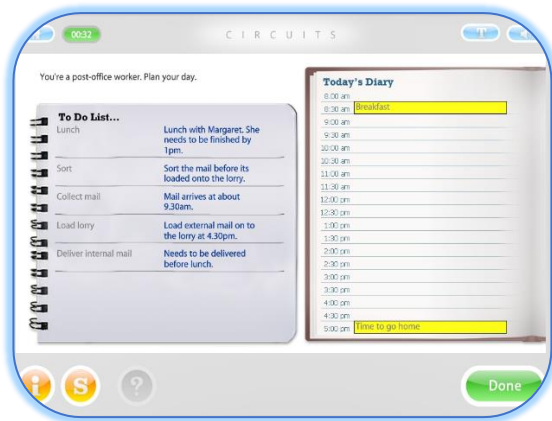 00:32
CIRCUITS
T
You're a post-office worker. Plan your day.
To Do List...
Lunch
Lunch with Margaret. She
needs to be finished by
1pm.
Sort
Sort the mail before its
loaded onto the lorry.
Collect mail
Mail arrives at about
9.30am.
Load lorry
Load external mail on to
the lorry at 4.30pm.
Deliver internal mail
Needs to be delivered
before lunch.
Today's Diary
8:00 am
8:30 am Breakfast
9:00 am
9:30 am
10:00 am
10:30 am
11:00 am
11:30 am
12:00 pm
12:30 pm
1:00 pm
1:30 pm
2:00 pm
2:30 pm
3:00 pm
3:30 pm
4:00 pm
4:30 pm
5:00 pm Time to go home
i
S
?
Done